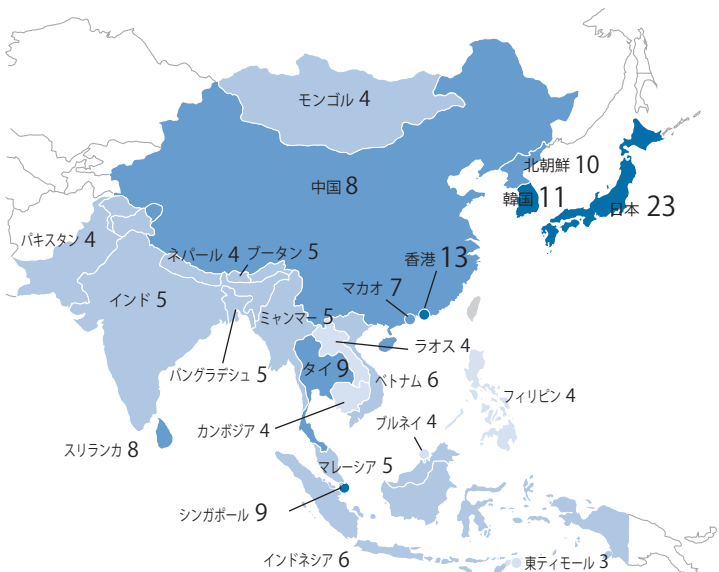 モンゴル 4
北朝鮮 10
中国 8
韓国 11
日本 23
パキスタン 4
ネパール 4
ブータン 5
香港 13
マカオ 7
インド 5
ミャンマー 5
ラオス 4
タイ 9
バングラデシュ 5
ベトナム 6
フィリピン 4
カンボジア 4
ブルネイ 4
スリランカ 8
マレーシア 5
シンガポール 9
インドネシア 6
東ティモール 3